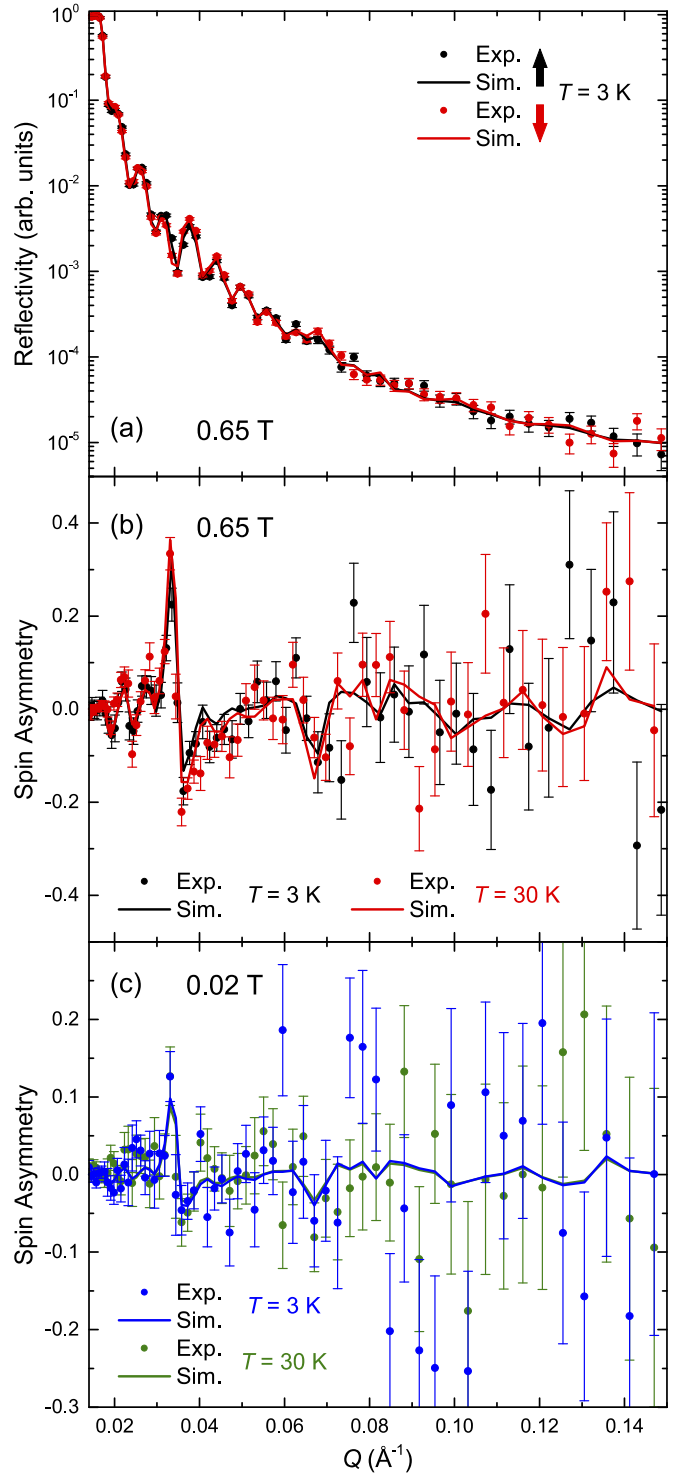 10⁰
10⁻¹
10⁻²
10⁻³
10⁻⁴
10⁻⁵
Reflectivity (arb. units)
Exp.
Sim.
T = 3 K
Exp.
Sim.
(a) 0.65 T
(b) 0.65 T
0.4
0.2
0.0
-0.2
-0.4
Spin Asymmetry
Exp. T = 3 K
Sim.
Exp. T = 30 K
Sim.
(c) 0.02 T
0.2
0.1
0.0
-0.1
-0.2
-0.3
Spin Asymmetry
Exp. T = 3 K
Sim.
Exp. T = 30 K
Sim.
0.02 0.04 0.06 0.08 0.10 0.12 0.14
Q (Å⁻¹)